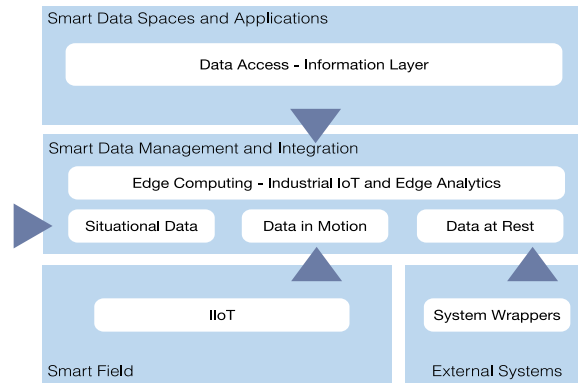 Smart Data Spaces and Applications
Data Access - Information Layer
Smart Data Management and Integration
Edge Computing - Industrial IoT and Edge Analytics
Situational Data
Data in Motion
Data at Rest
IIoT
System Wrappers
Smart Field
External Systems